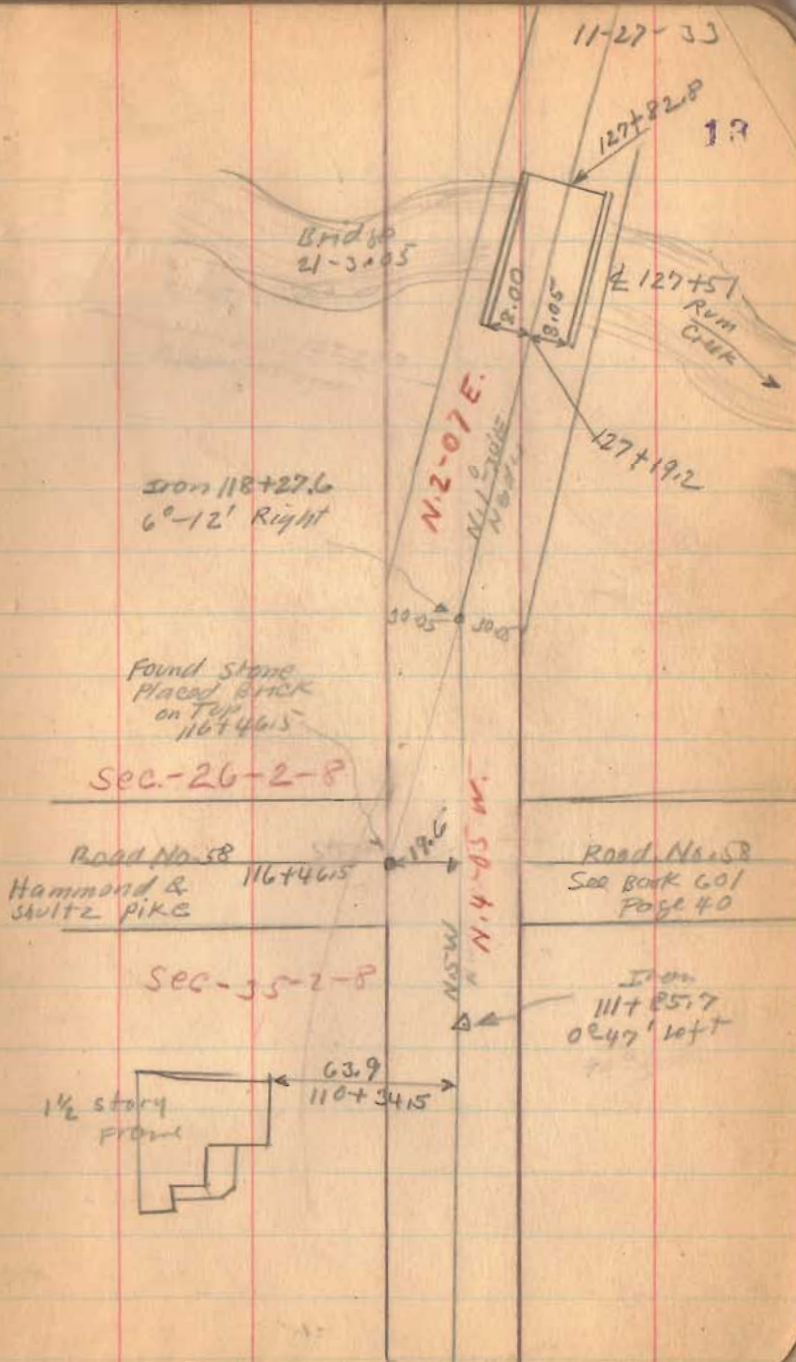 11-27-33
127+82.8
13
Bridge
21-3.05
8.00
8.05
℄ 127+51
Rum
Creek
N.2-07 E.
127+19.2
Iron 118+27.6
6°-12' Right
30.05
Found Stone
Placed Brick
on Top
116+46.5
Sec.-26-2-8
19.6
Road No. 58
116+46.5
Hammond &
Shultz Pike
Road No. 58
See Book 601
Page 40
N.4-05 W.
N.5W
Sec-35-2-8
Iron
111+85.7
0°47' left
63.9
110+34.5
1½ story
Frame